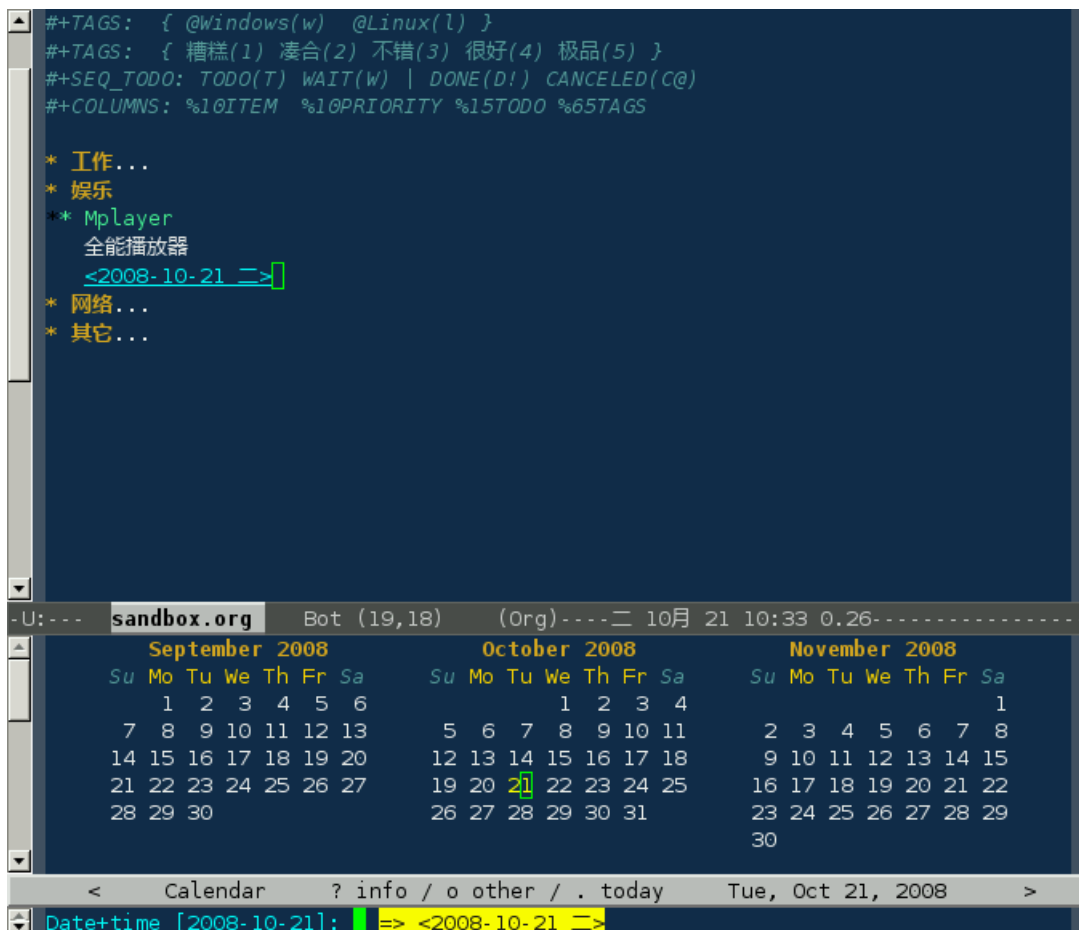 #+TAGS: { @Windows(w) @Linux(l) }
#+TAGS: { 糟糕(1) 凑合(2) 不错(3) 很好(4) 极品(5) }
#+SEQ_TODO: TODO(T) WAIT(W) | DONE(D!) CANCELED(C@)
#+COLUMNS: %10ITEM %10PRIORITY %15TODO %65TAGS
* 工作...
* 娱乐
** Mplayer
全能播放器
<2008-10-21 二>
* 网络...
* 其它...
-U:--- sandbox.org Bot (19,18) (Org)----二 10月 21 10:33 0.26----------------
September 2008 October 2008 November 2008
Su Mo Tu We Th Fr Sa Su Mo Tu We Th Fr Sa Su Mo Tu We Th Fr Sa
1 2 3 4 5 6 1 2 3 4 1
7 8 9 10 11 12 13 5 6 7 8 9 10 11 2 3 4 5 6 7 8
14 15 16 17 18 19 20 12 13 14 15 16 17 18 9 10 11 12 13 14 15
21 22 23 24 25 26 27 19 20 21 22 23 24 25 16 17 18 19 20 21 22
28 29 30 26 27 28 29 30 31 23 24 25 26 27 28 29
30
< Calendar ? info / o other / . today Tue, Oct 21, 2008 >
Date+time [2008-10-21]: => <2008-10-21 二>